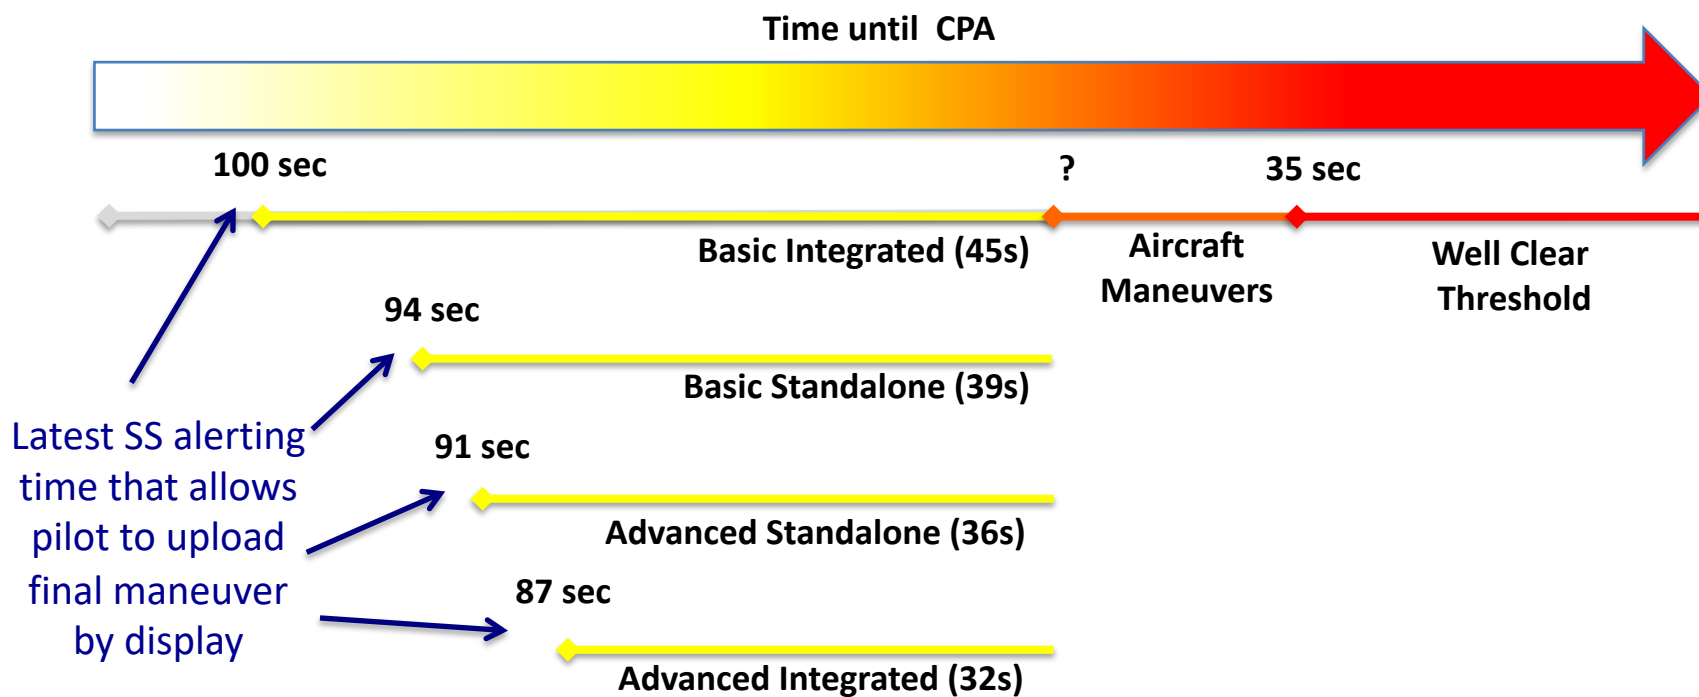 Time until CPA
100 sec
?
35 sec
Basic Integrated (45s)
Aircraft
Maneuvers
Well Clear
Threshold
94 sec
Basic Standalone (39s)
Latest SS alerting
time that allows
pilot to upload
final maneuver
by display
91 sec
Advanced Standalone (36s)
87 sec
Advanced Integrated (32s)